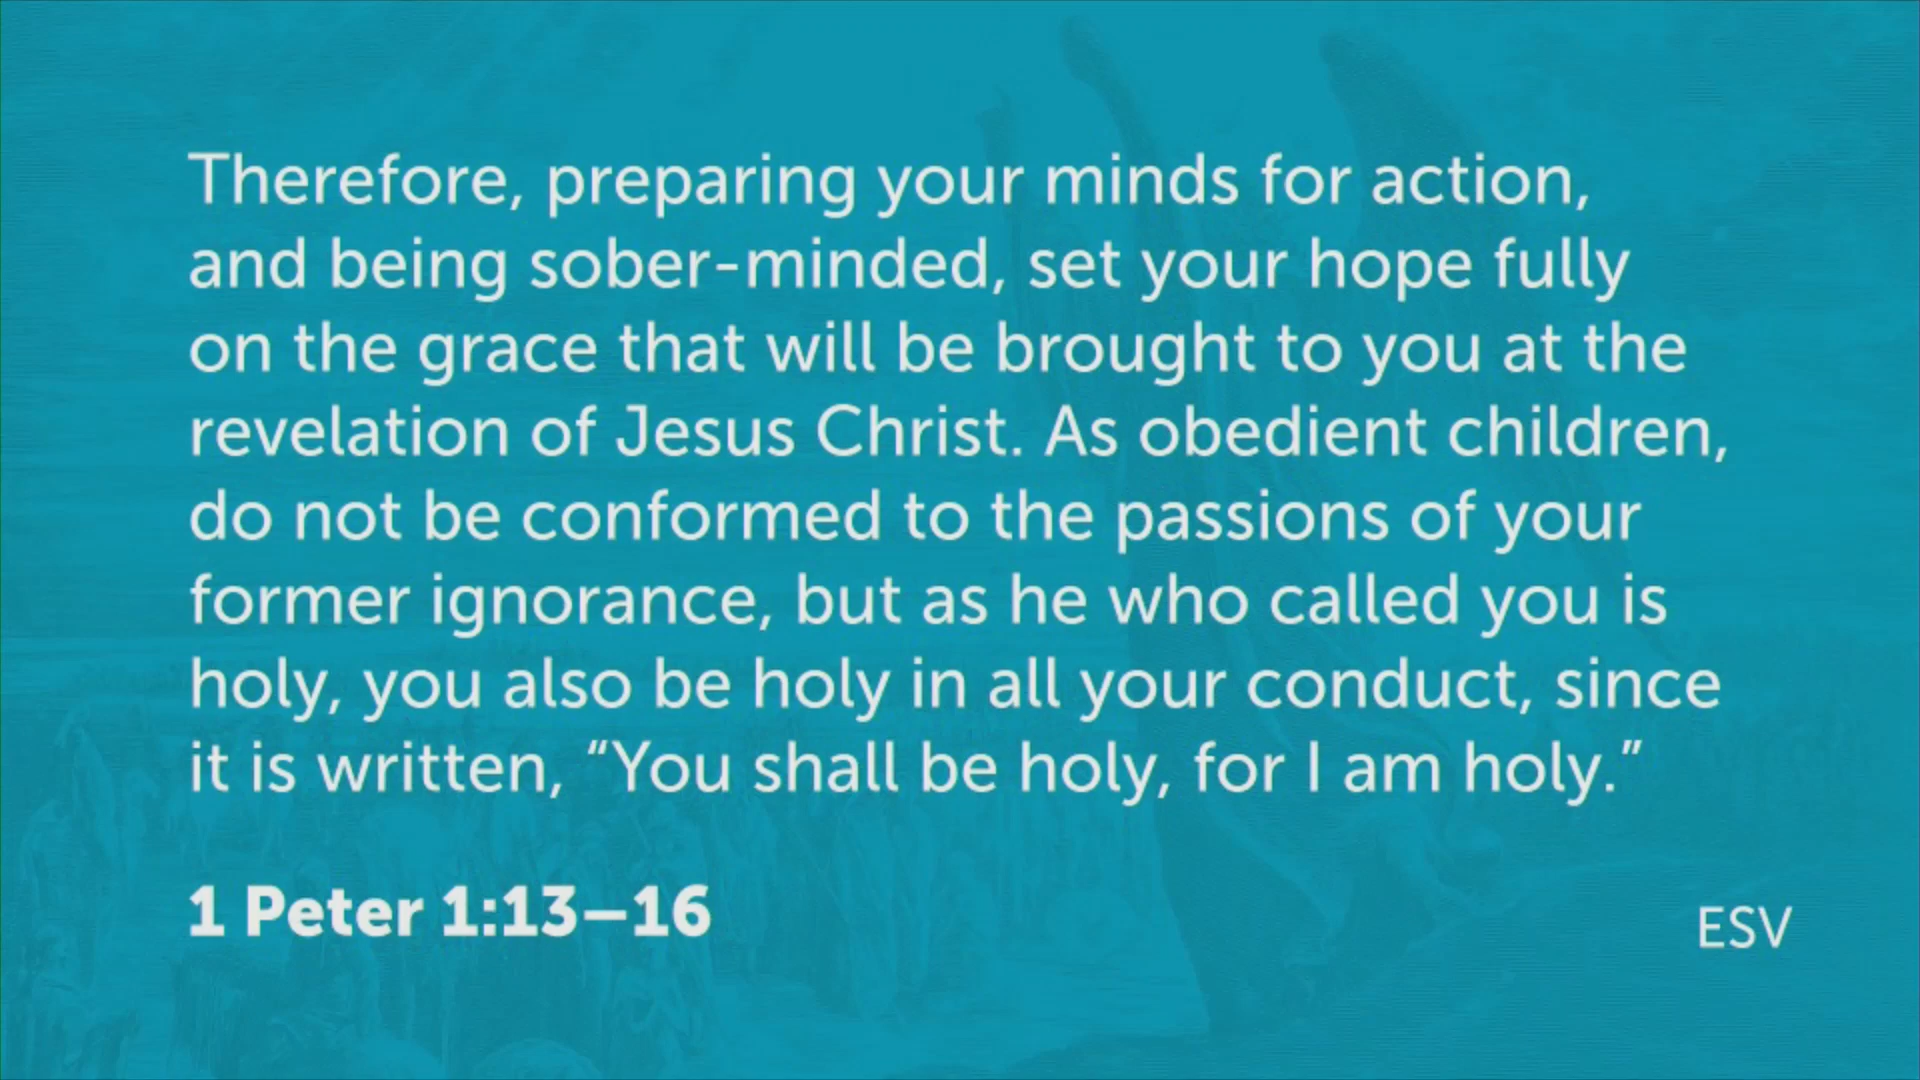 Therefore, preparing your minds for action,
and being sober-minded, set your hope fully
on the grace that will be brought to you at the
revelation of Jesus Christ. As obedient children,
do not be conformed to the passions of your
former ignorance, but as he who called you is
holy, you also be holy in all your conduct, since
it is written, “You shall be holy, for I am holy.”
1 Peter 1:13–16
ESV